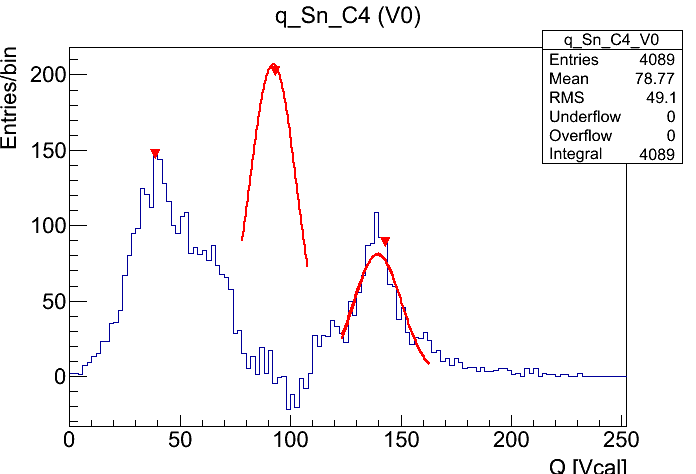 q_Sn_C4 (V0)
q_Sn_C4_V0
Entries 4089
Mean 78.77
RMS 49.1
Underflow 0
Overflow 0
Integral 4089
Entries/bin
200
150
100
50
0
0 50 100 150 200 250
Q [Vcal]